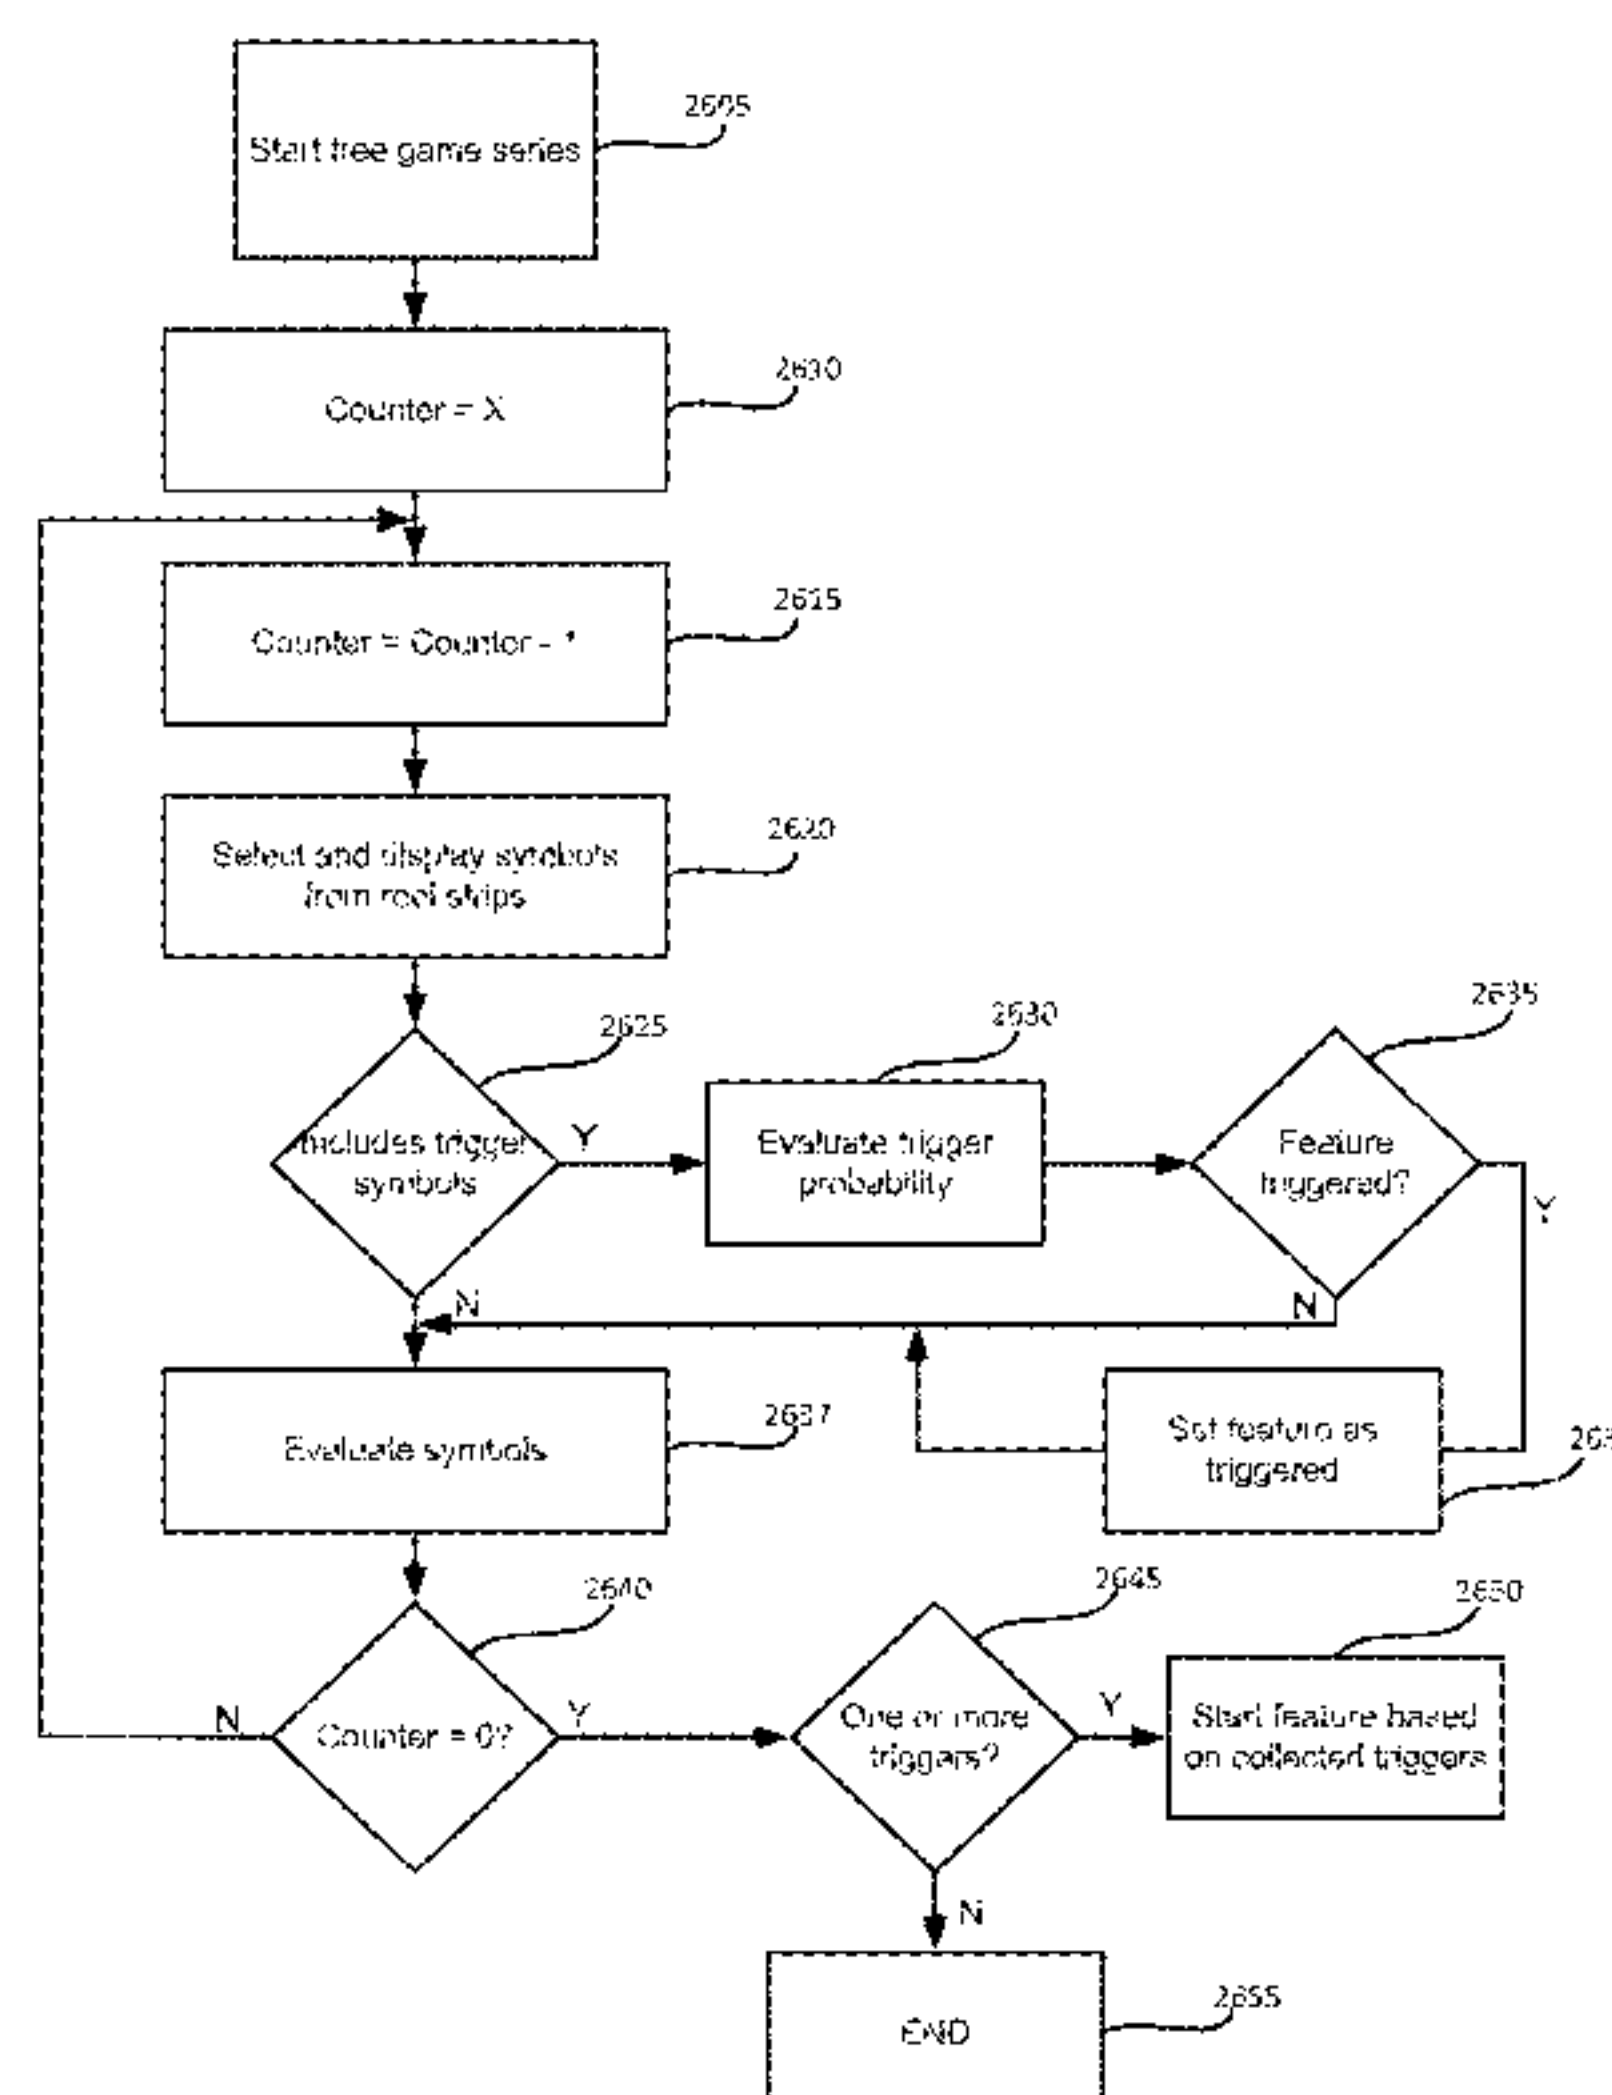 2605
Start free game series
2610
Counter = X
2615
Counter = Counter - 1
2620
Select and display symbols
from reel strips
2625
Includes trigger
symbols
Y
2630
Evaluate trigger
probability
2635
Feature
triggered?
Y
N
N
2637
Evaluate symbols
Set feature as
triggered
2640
Counter = 0?
N
Y
2645
One or more
triggers?
Y
2650
Start feature based
on collected triggers
N
2655
END